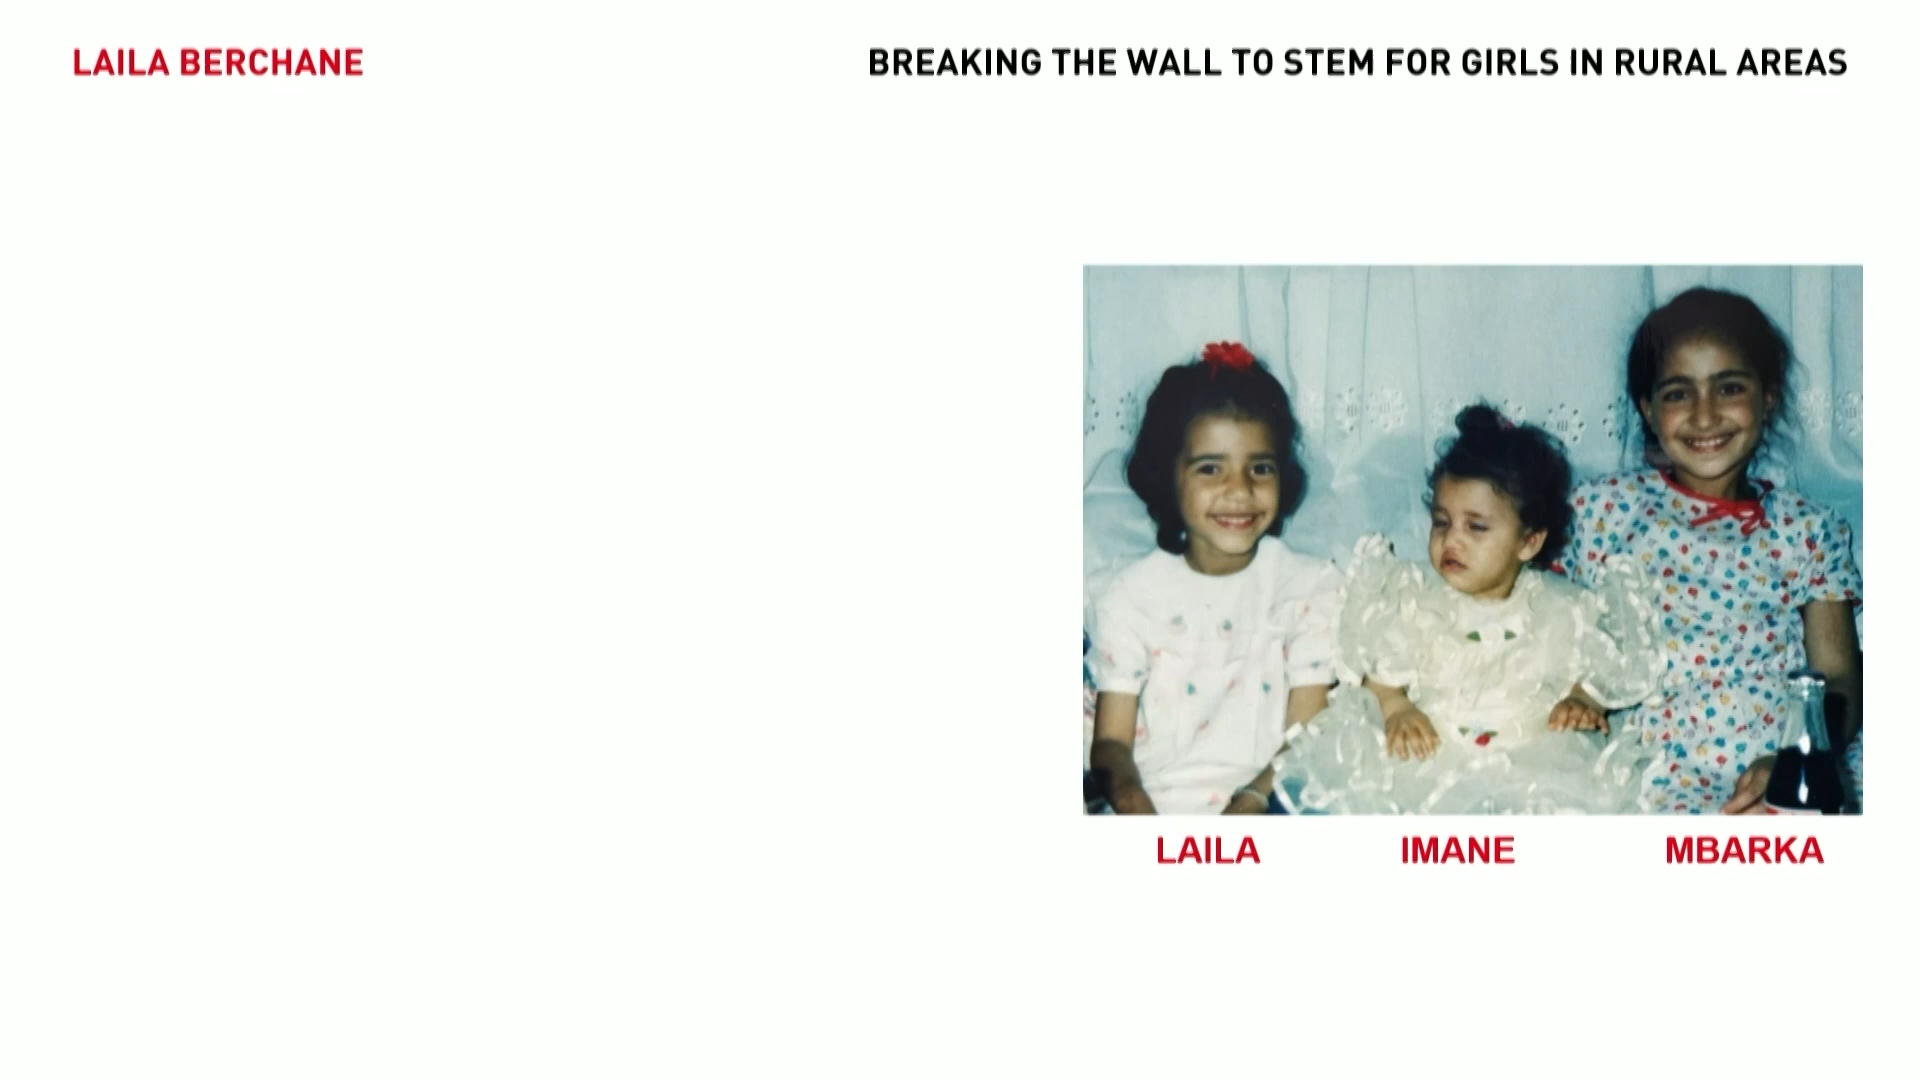 LAILA BERCHANE
BREAKING THE WALL TO STEM FOR GIRLS IN RURAL AREAS
LAILA IMANE MBARKA